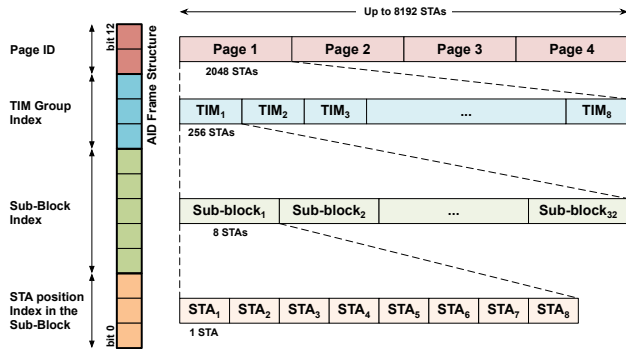 Up to 8192 STAs
Page ID
bit 12
AID Frame Structure
Page 1 Page 2 Page 3 Page 4
2048 STAs
TIM Group
Index
TIM1 TIM2 TIM3 ... TIM8
256 STAs
Sub-Block
Index
Sub-block1 Sub-block2 ... Sub-block32
8 STAs
STA position
Index in the
Sub-Block
bit 0
STA1 STA2 STA3 STA4 STA5 STA6 STA7 STA8
1 STA